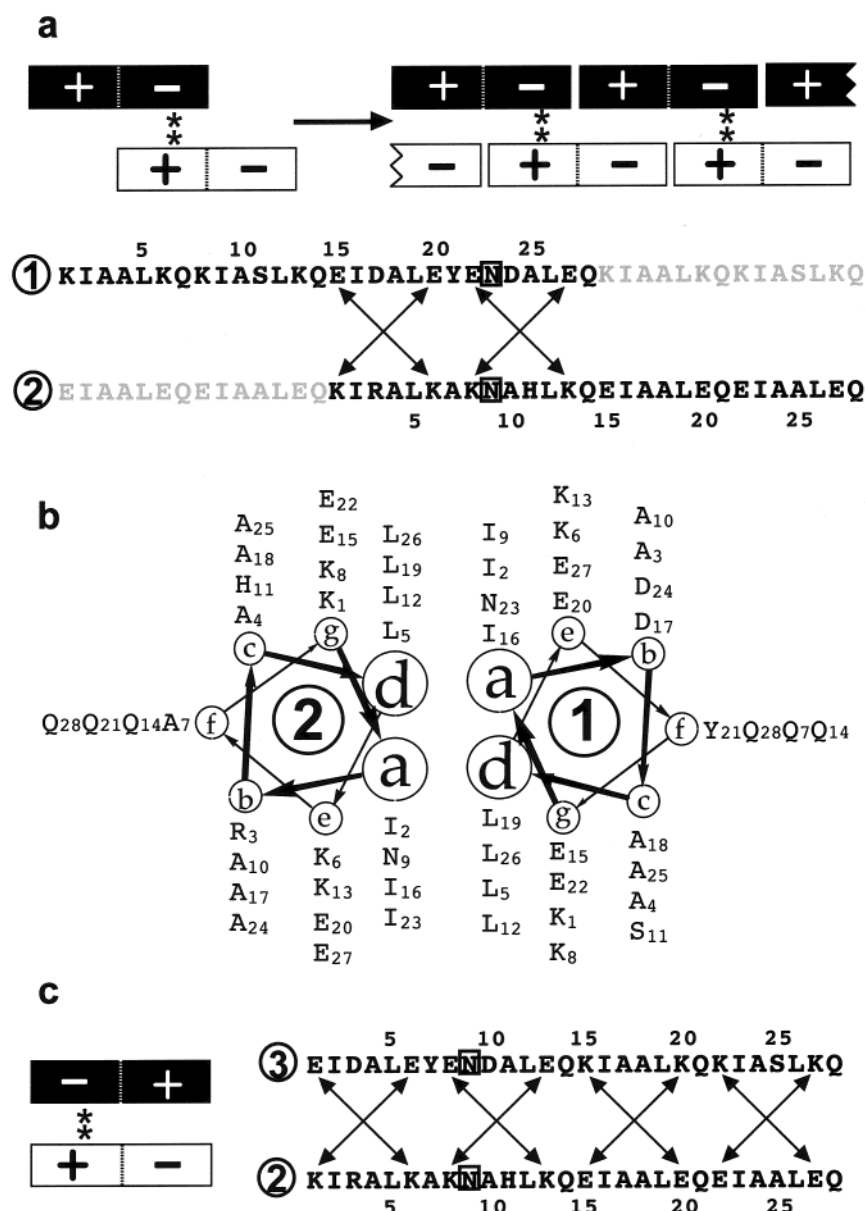 a
+ − + − + − +
* *
* *
+ − − + − + −
5 10 15 20 25
1 KIAALKQKIASLKQEIDALEYENDALEQKIAALKQKIASLKQ
2 EIAALEQEIAALEQKIRALKAKNAHLKQEIAALEQEIAALEQ
5 10 15 20 25
b
E22 K13
A25 L26 I9 K6 A10
A18 E15 L19 I2 E27 A3
H11 K8 L12 N23 E20 D24
A4 K1 L5 I16 D17
g e
c d a b
Q28Q21Q14A7 f 2 1 f Y21Q28Q7Q14
b a d c
e g
R3 K6 I2 L19 E15 A18
A10 K13 N9 L26 E22 A25
A17 E20 I16 L5 K1 A4
A24 E27 I23 L12 K8 S11
c
− +
*
*
+ −
5 10 15 20 25
3 EIDALEYENDALEQKIAALKQKIASLKQ
2 KIRALKAKNAHLKQEIAALEQEIAALEQ
5 10 15 20 25